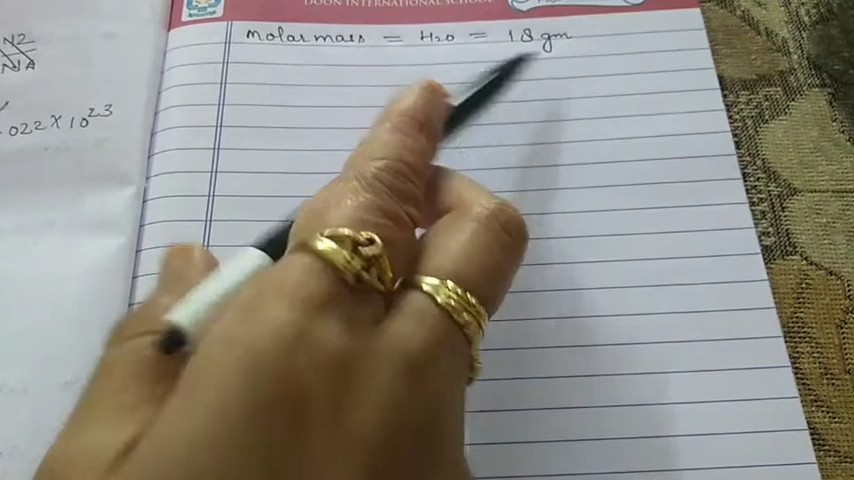 DOON INTERNATIONAL SCHOOL
Molar mass = H2O = 18 gm
N2
NA
022 X 10 23